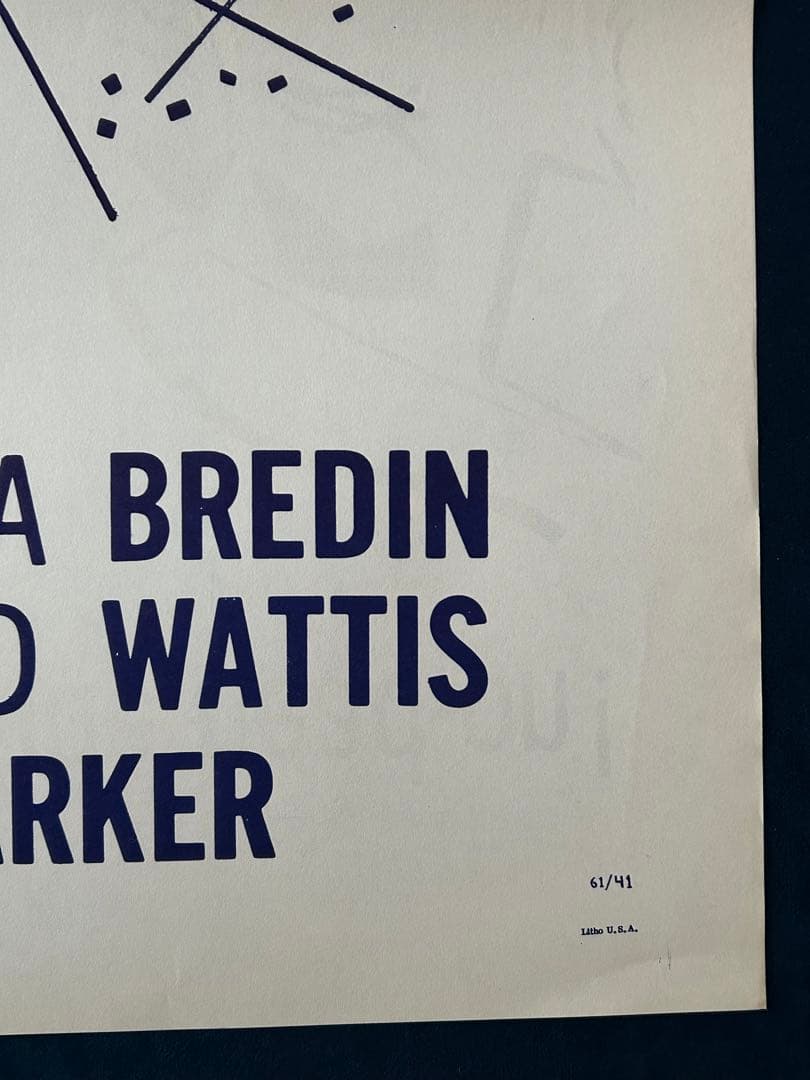 A BREDIN
D WATTIS
ARKER
61/41
Litho U.S.A.